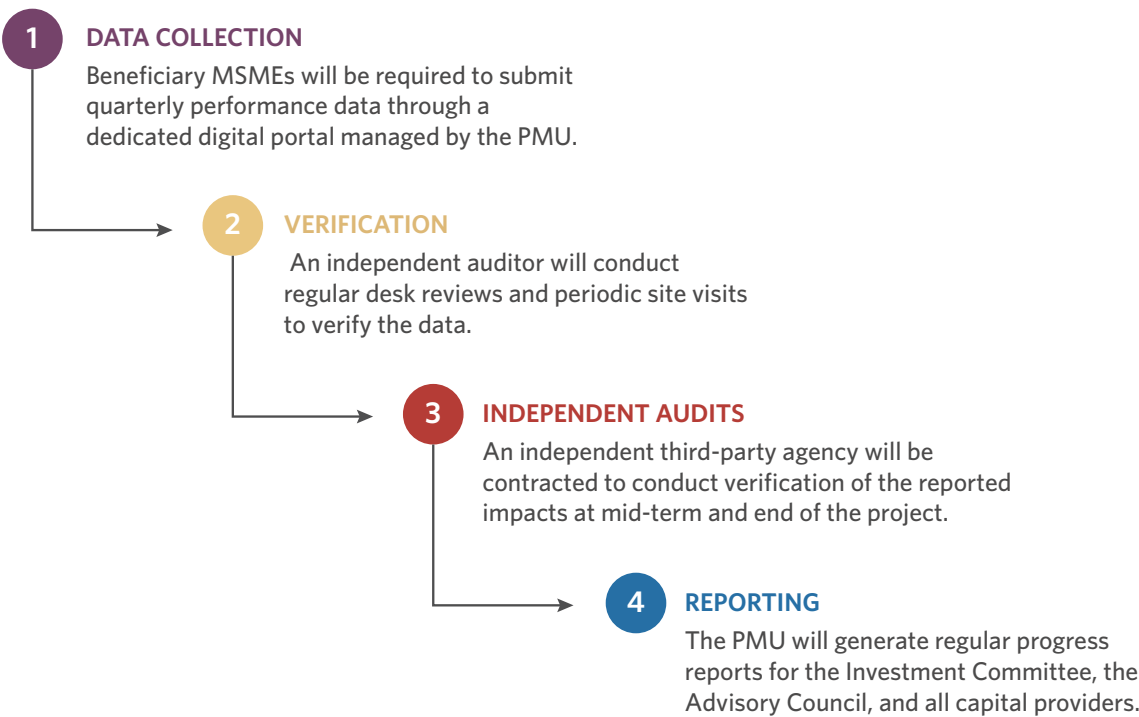 1
DATA COLLECTION
Beneficiary MSMEs will be required to submit
quarterly performance data through a
dedicated digital portal managed by the PMU.
2
VERIFICATION
An independent auditor will conduct
regular desk reviews and periodic site visits
to verify the data.
3
INDEPENDENT AUDITS
An independent third-party agency will be
contracted to conduct verification of the reported
impacts at mid-term and end of the project.
4
REPORTING
The PMU will generate regular progress
reports for the Investment Committee, the
Advisory Council, and all capital providers.